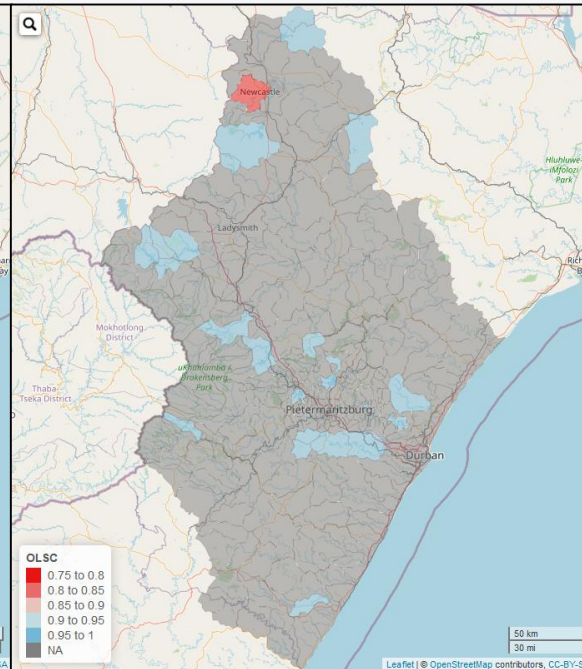 Newcastle
Hluhluwe-
iMfolozi
Park
Ladysmith
Mokhotlong
District
uKhahlamba /
Drakensberg
Park
Thaba-
Tseka District
Pietermaritzburg
Durban
OLSC
0.75 to 0.8
0.8 to 0.85
0.85 to 0.9
0.9 to 0.95
0.95 to 1
NA
50 km
30 mi
Leaflet | © OpenStreetMap contributors, CC-BY-S